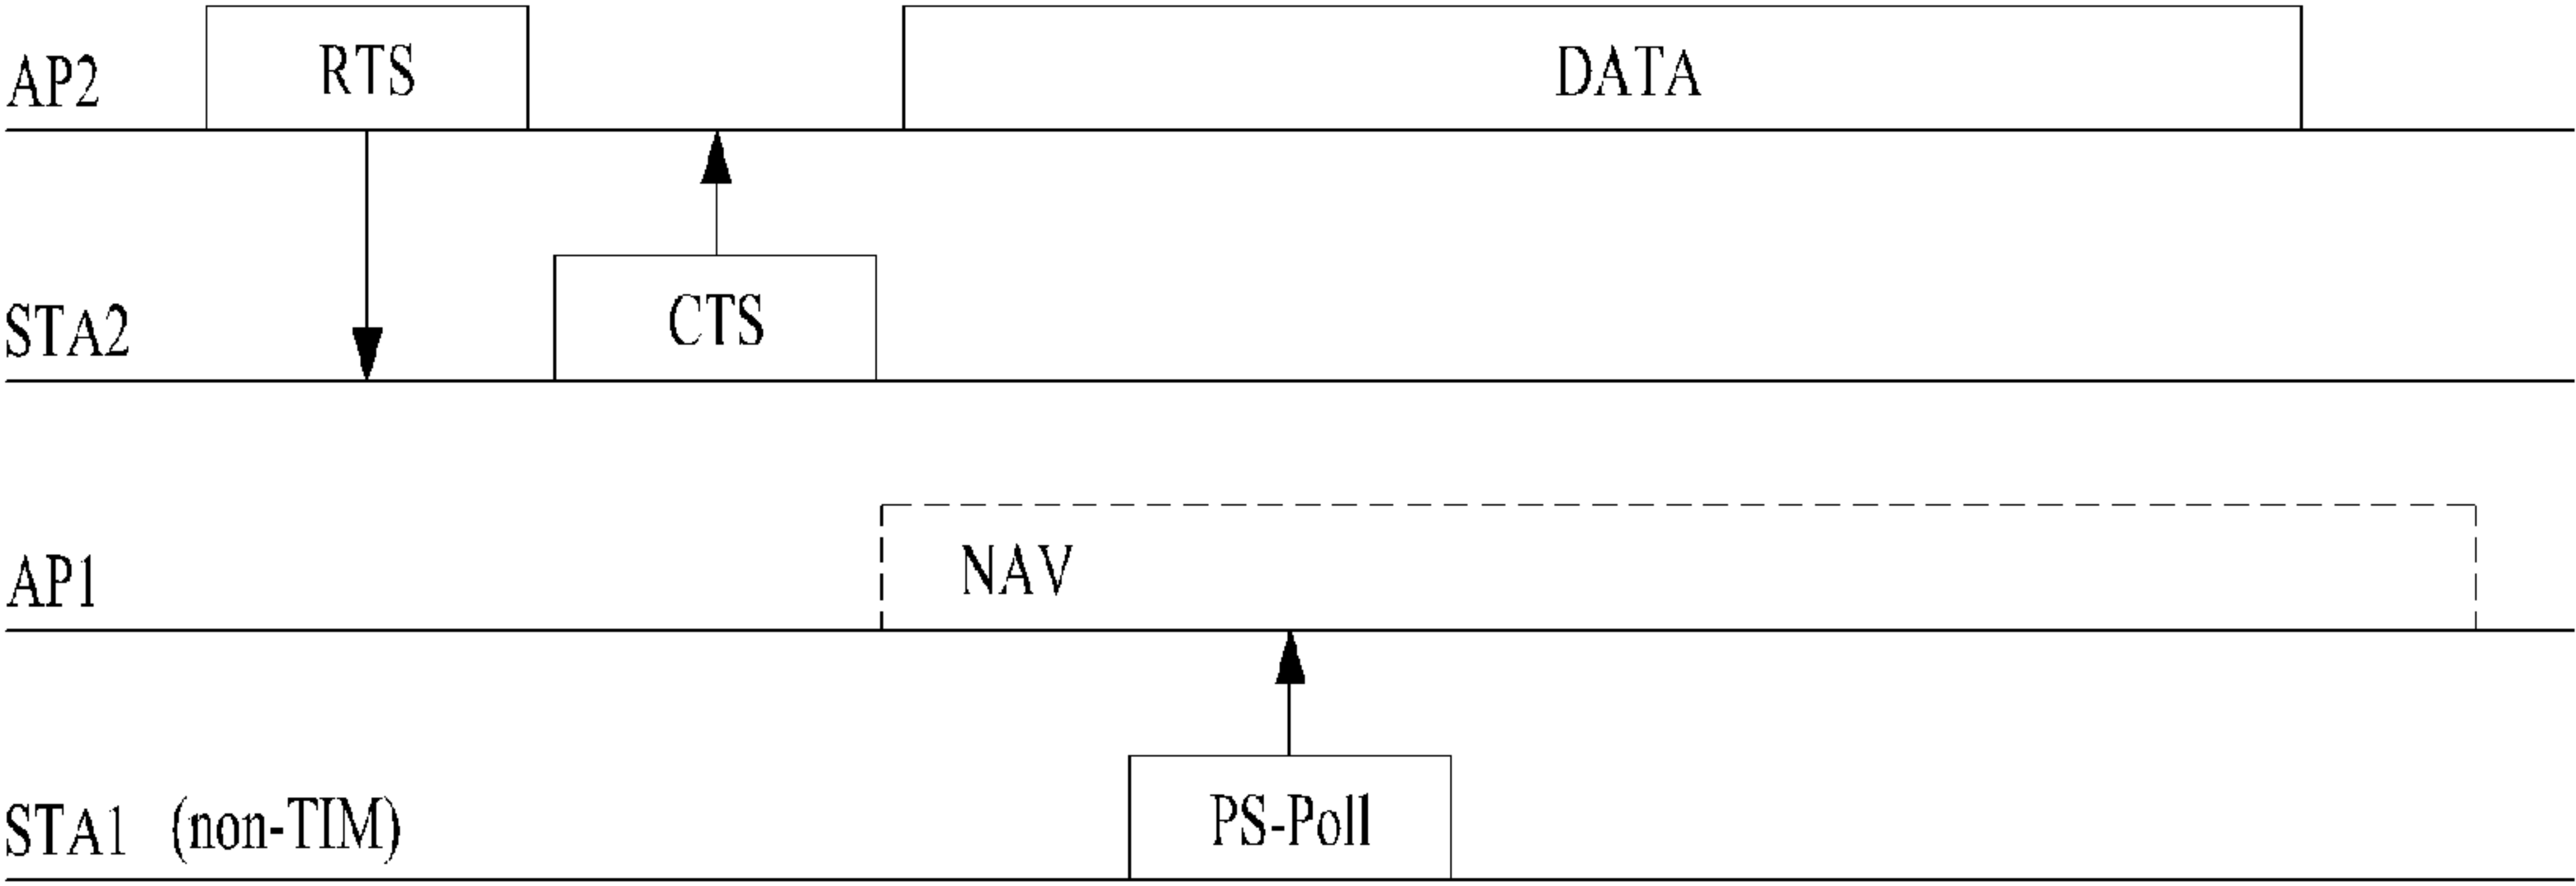 AP2 RTS DATA
STA2 CTS
AP1 NAV
STA1 (non-TIM) PS-Poll